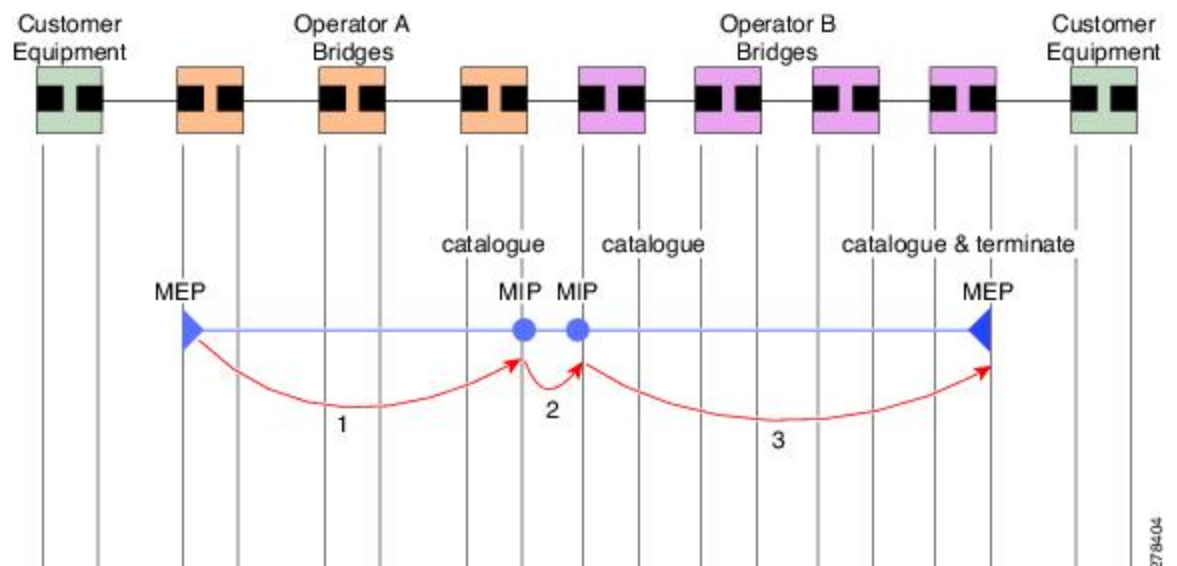 Customer
Equipment
Operator A
Bridges
Operator B
Bridges
Customer
Equipment
catalogue
catalogue
catalogue & terminate
MEP
MIP
MIP
MEP
1
2
3
278404